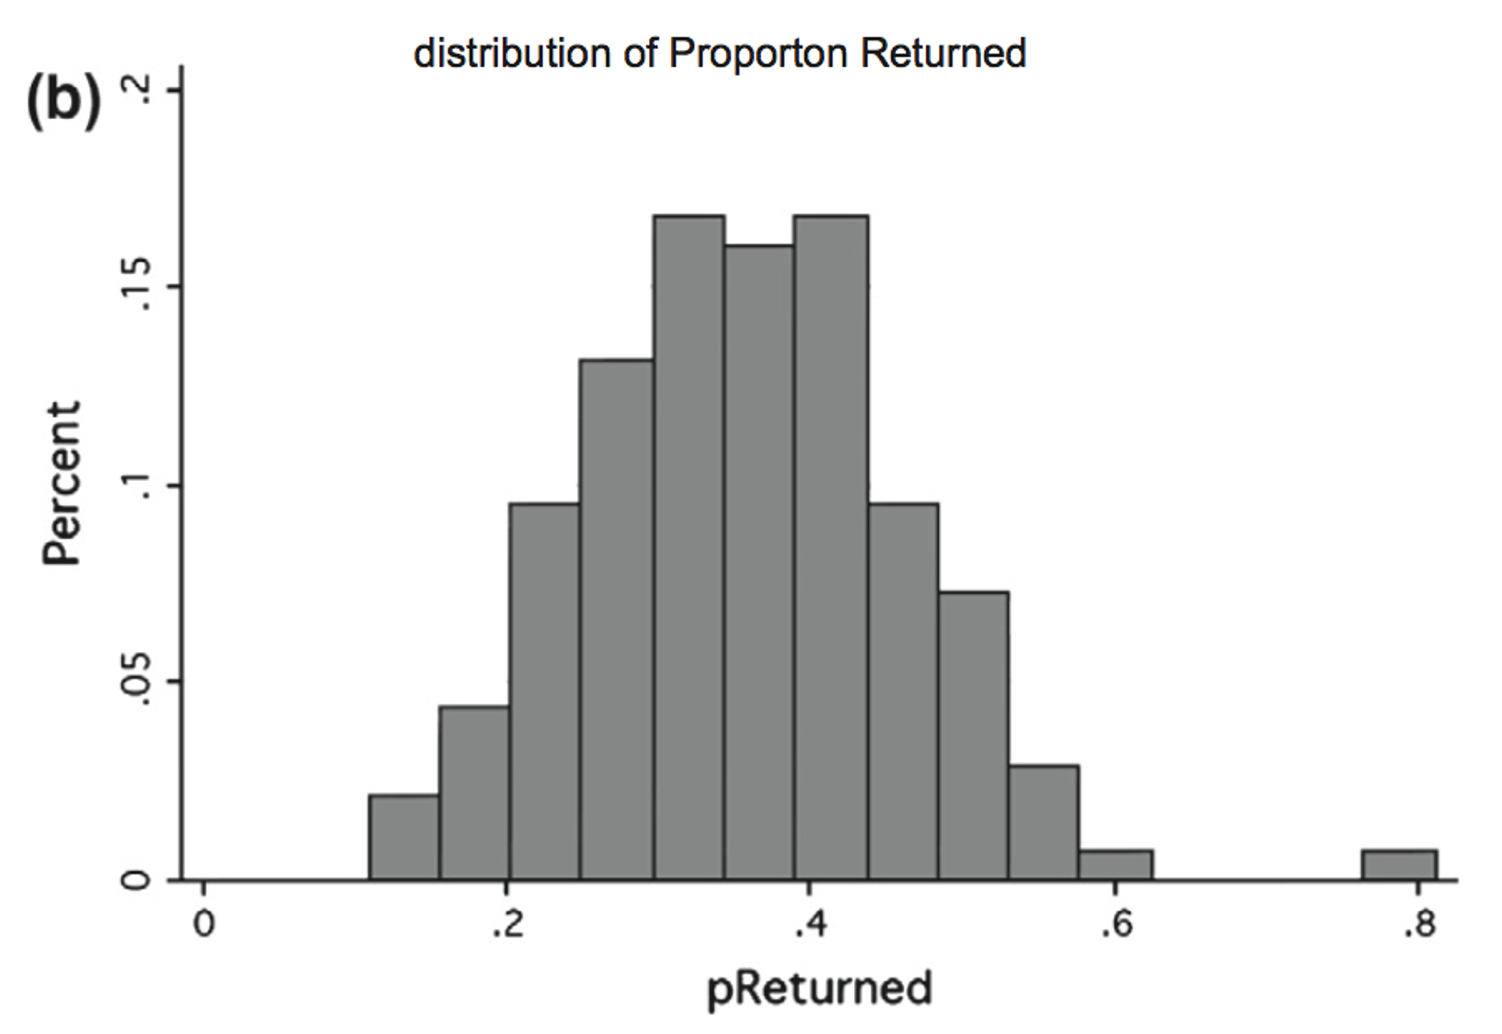 distribution of Proporton Returned
(b)
.2
.15
.1
.05
0
Percent
0 .2 .4 .6 .8
pReturned